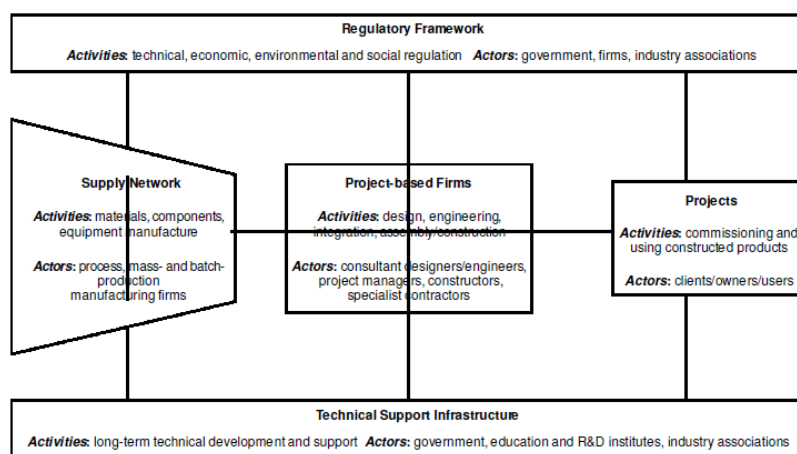 Regulatory Framework
Activities: technical, economic, environmental and social regulation Actors: government, firms, industry associations
Supply Network
Activities: materials, components,
equipment manufacture
Actors: process, mass- and batch-
production
manufacturing firms
Project-based Firms
Activities: design, engineering,
integration, assembly/construction
Actors: consultant designers/engineers,
project managers, constructors,
specialist contractors
Projects
Activities: commissioning and
using constructed products
Actors: clients/owners/users
Technical Support Infrastructure
Activities: long-term technical development and support Actors: government, education and R&D institutes, industry associations